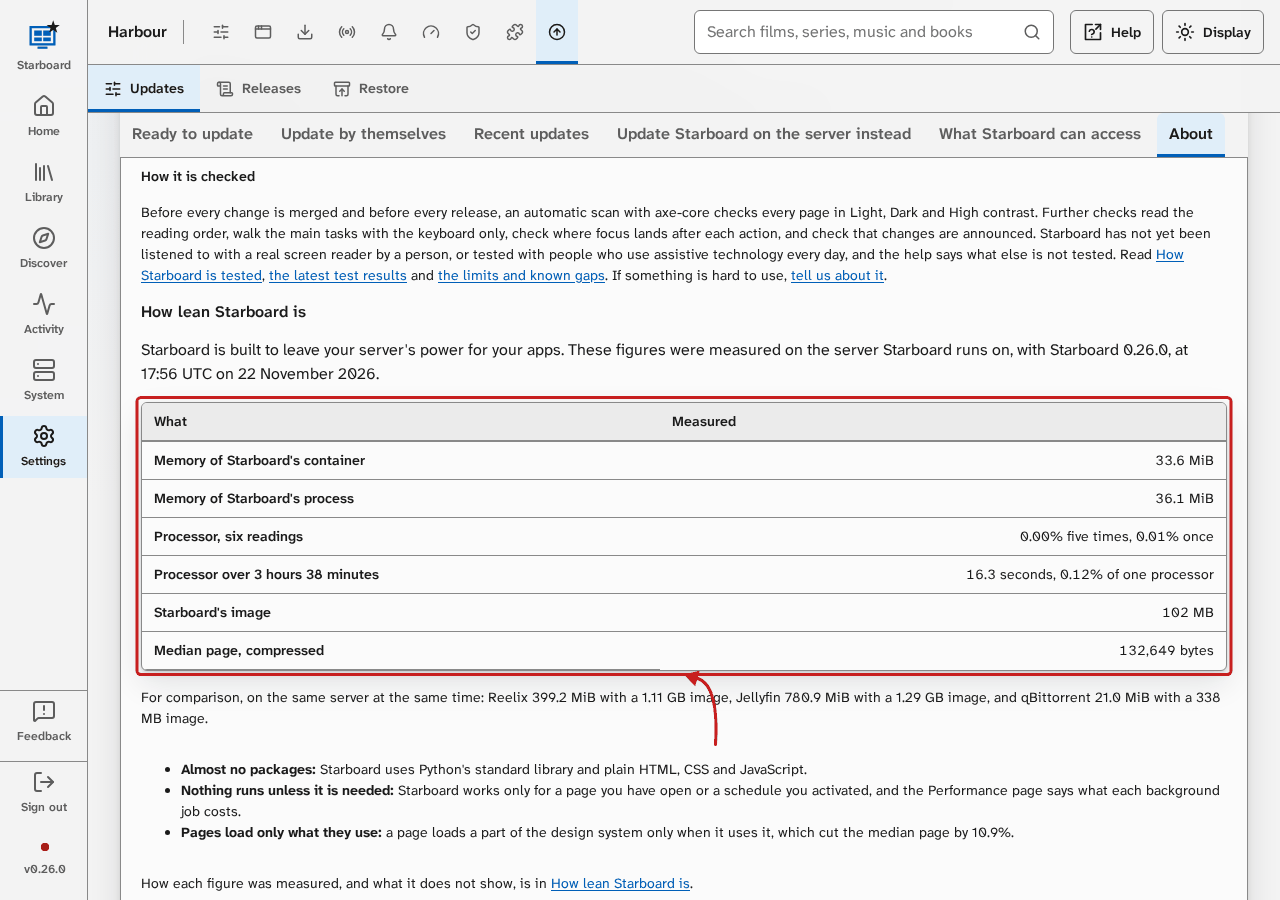 Starboard
Home
Library
Discover
Activity
System
Settings
Feedback
Sign out
v0.26.0
Harbour
Search films, series, music and books
Help
Display
Updates
Releases
Restore
Ready to update
Update by themselves
Recent updates
Update Starboard on the server instead
What Starboard can access
About
How it is checked
Before every change is merged and before every release, an automatic scan with axe-core checks every page in Light, Dark and High contrast. Further checks read the
reading order, walk the main tasks with the keyboard only, check where focus lands after each action, and check that changes are announced. Starboard has not yet been
listened to with a real screen reader by a person, or tested with people who use assistive technology every day, and the help says what else is not tested. Read How
Starboard is tested, the latest test results and the limits and known gaps. If something is hard to use, tell us about it.
How lean Starboard is
Starboard is built to leave your server's power for your apps. These figures were measured on the server Starboard runs on, with Starboard 0.26.0, at
17:56 UTC on 22 November 2026.
What Measured
Memory of Starboard's container 33.6 MiB
Memory of Starboard's process 36.1 MiB
Processor, six readings 0.00% five times, 0.01% once
Processor over 3 hours 38 minutes 16.3 seconds, 0.12% of one processor
Starboard's image 102 MB
Median page, compressed 132,649 bytes
For comparison, on the same server at the same time: Reelix 399.2 MiB with a 1.11 GB image, Jellyfin 780.9 MiB with a 1.29 GB image, and qBittorrent 21.0 MiB with a 338
MB image.
Almost no packages: Starboard uses Python's standard library and plain HTML, CSS and JavaScript.
Nothing runs unless it is needed: Starboard works only for a page you have open or a schedule you activated, and the Performance page says what each background
job costs.
Pages load only what they use: a page loads a part of the design system only when it uses it, which cut the median page by 10.9%.
How each figure was measured, and what it does not show, is in How lean Starboard is.